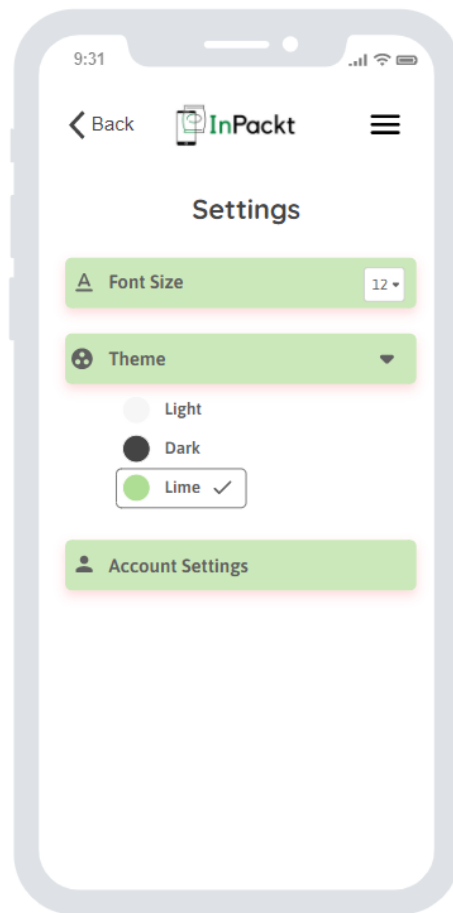 9:31
Back
InPackt
Settings
Font Size
12
Theme
Light
Dark
Lime
Account Settings